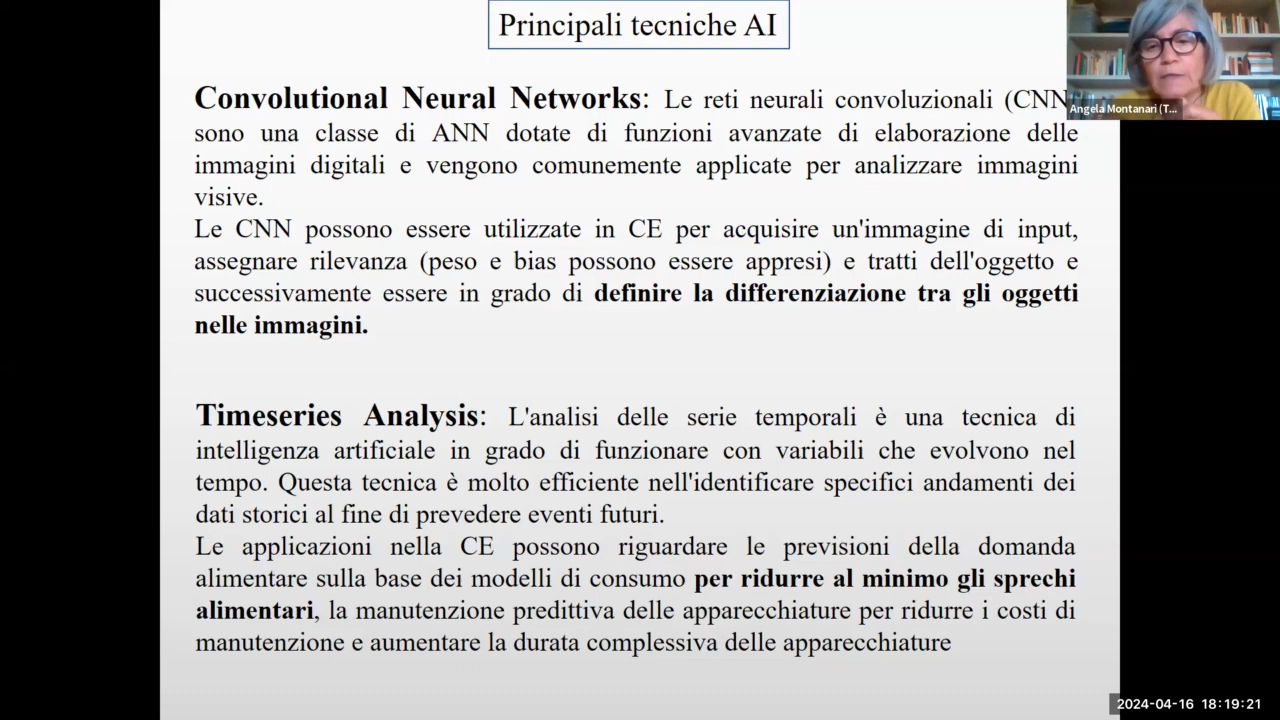 Principali tecniche AI
Convolutional Neural Networks: Le reti neurali convoluzionali (CNN)
sono una classe di ANN dotate di funzioni avanzate di elaborazione delle
immagini digitali e vengono comunemente applicate per analizzare immagini
visive.
Le CNN possono essere utilizzate in CE per acquisire un'immagine di input,
assegnare rilevanza (peso e bias possono essere appresi) e tratti dell'oggetto e
successivamente essere in grado di definire la differenziazione tra gli oggetti
nelle immagini.
Timeseries Analysis: L'analisi delle serie temporali è una tecnica di
intelligenza artificiale in grado di funzionare con variabili che evolvono nel
tempo. Questa tecnica è molto efficiente nell'identificare specifici andamenti dei
dati storici al fine di prevedere eventi futuri.
Le applicazioni nella CE possono riguardare le previsioni della domanda
alimentare sulla base dei modelli di consumo per ridurre al minimo gli sprechi
alimentari, la manutenzione predittiva delle apparecchiature per ridurre i costi di
manutenzione e aumentare la durata complessiva delle apparecchiature
Angela Montanari (T...
2024-04-16 18:19:21